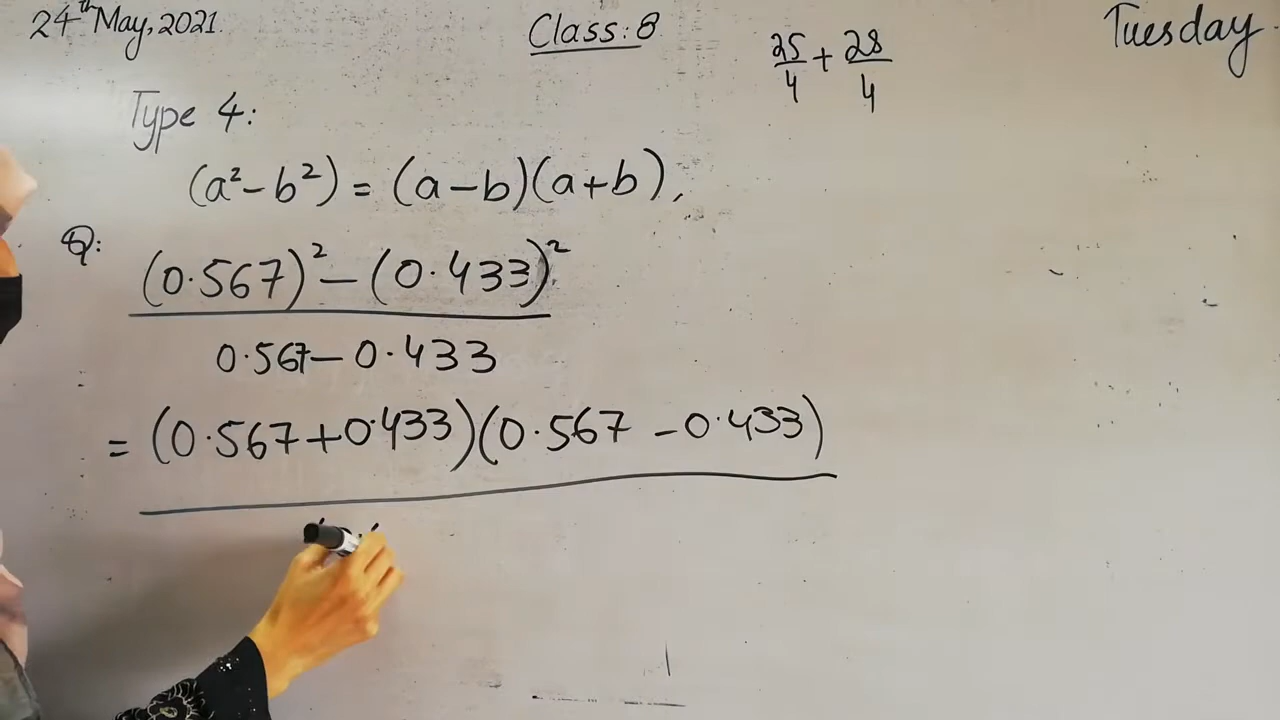 24th May, 2021.
Class: 8
25/4 + 28/4
Tuesday
Type 4:
(a² - b²) = (a - b)(a + b),
Q:
(0.567)² - (0.433)²
0.567 - 0.433
= (0.567 + 0.433)(0.567 - 0.433)